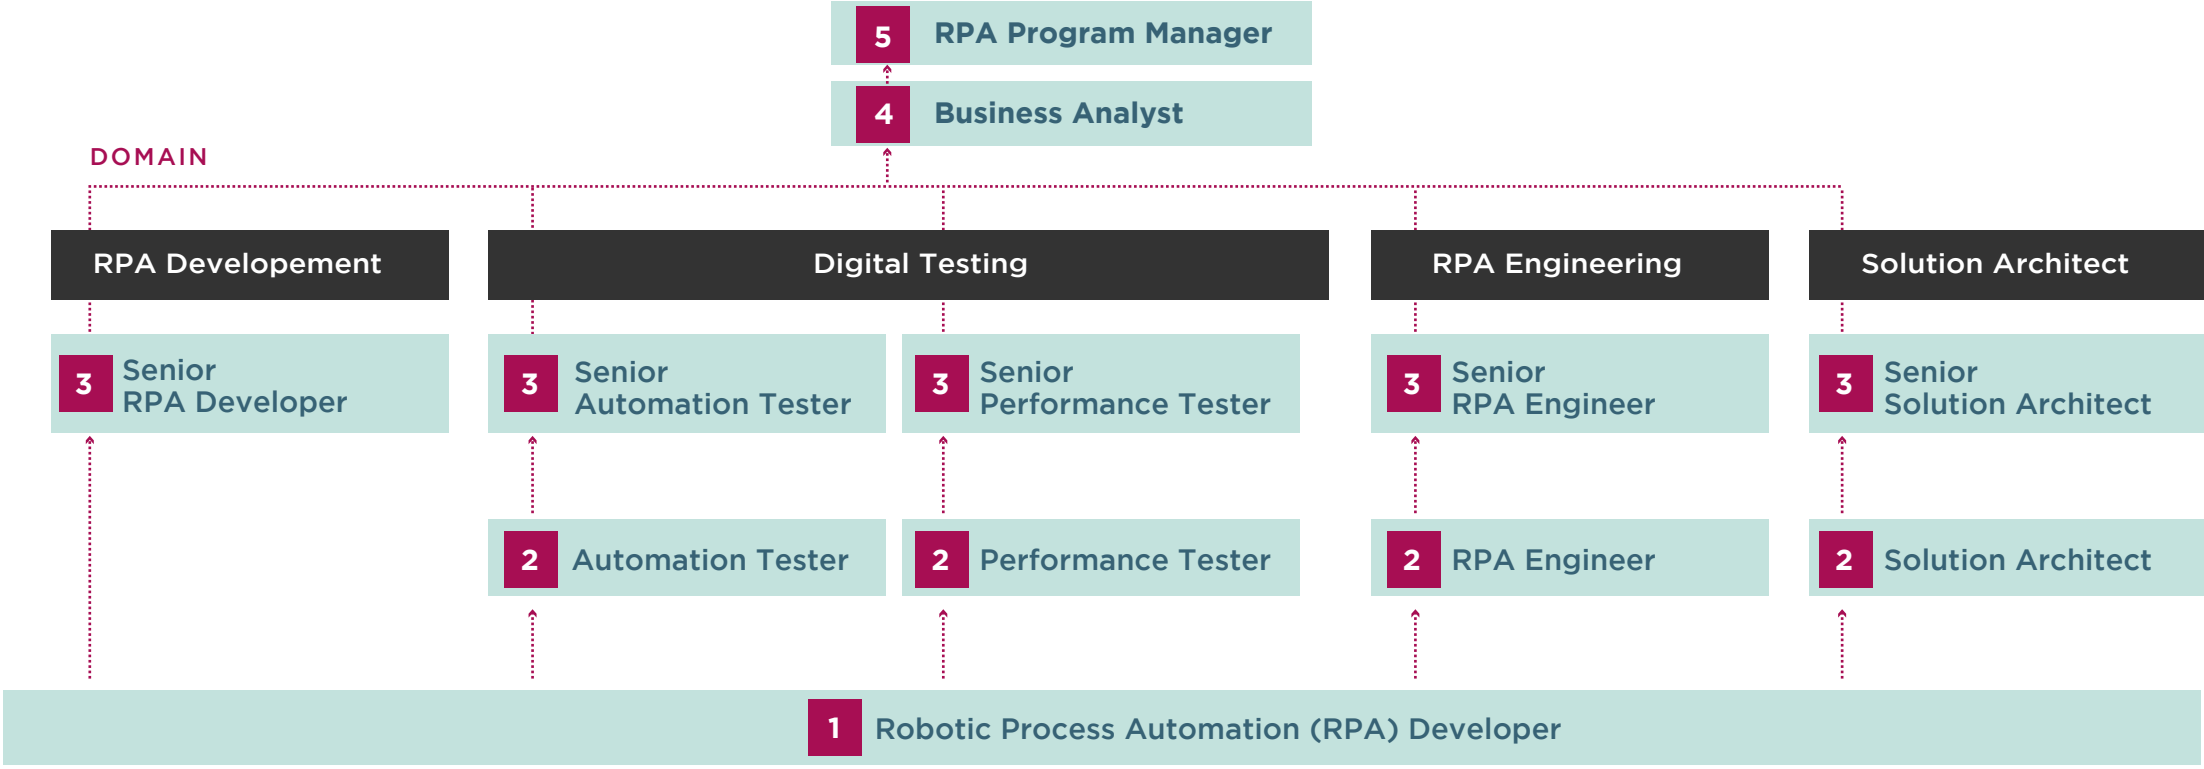 5 RPA Program Manager
4 Business Analyst
DOMAIN
RPA Developement
Digital Testing
RPA Engineering
Solution Architect
3 Senior
RPA Developer
3 Senior
Automation Tester
3 Senior
Performance Tester
3 Senior
RPA Engineer
3 Senior
Solution Architect
2 Automation Tester
2 Performance Tester
2 RPA Engineer
2 Solution Architect
1 Robotic Process Automation (RPA) Developer